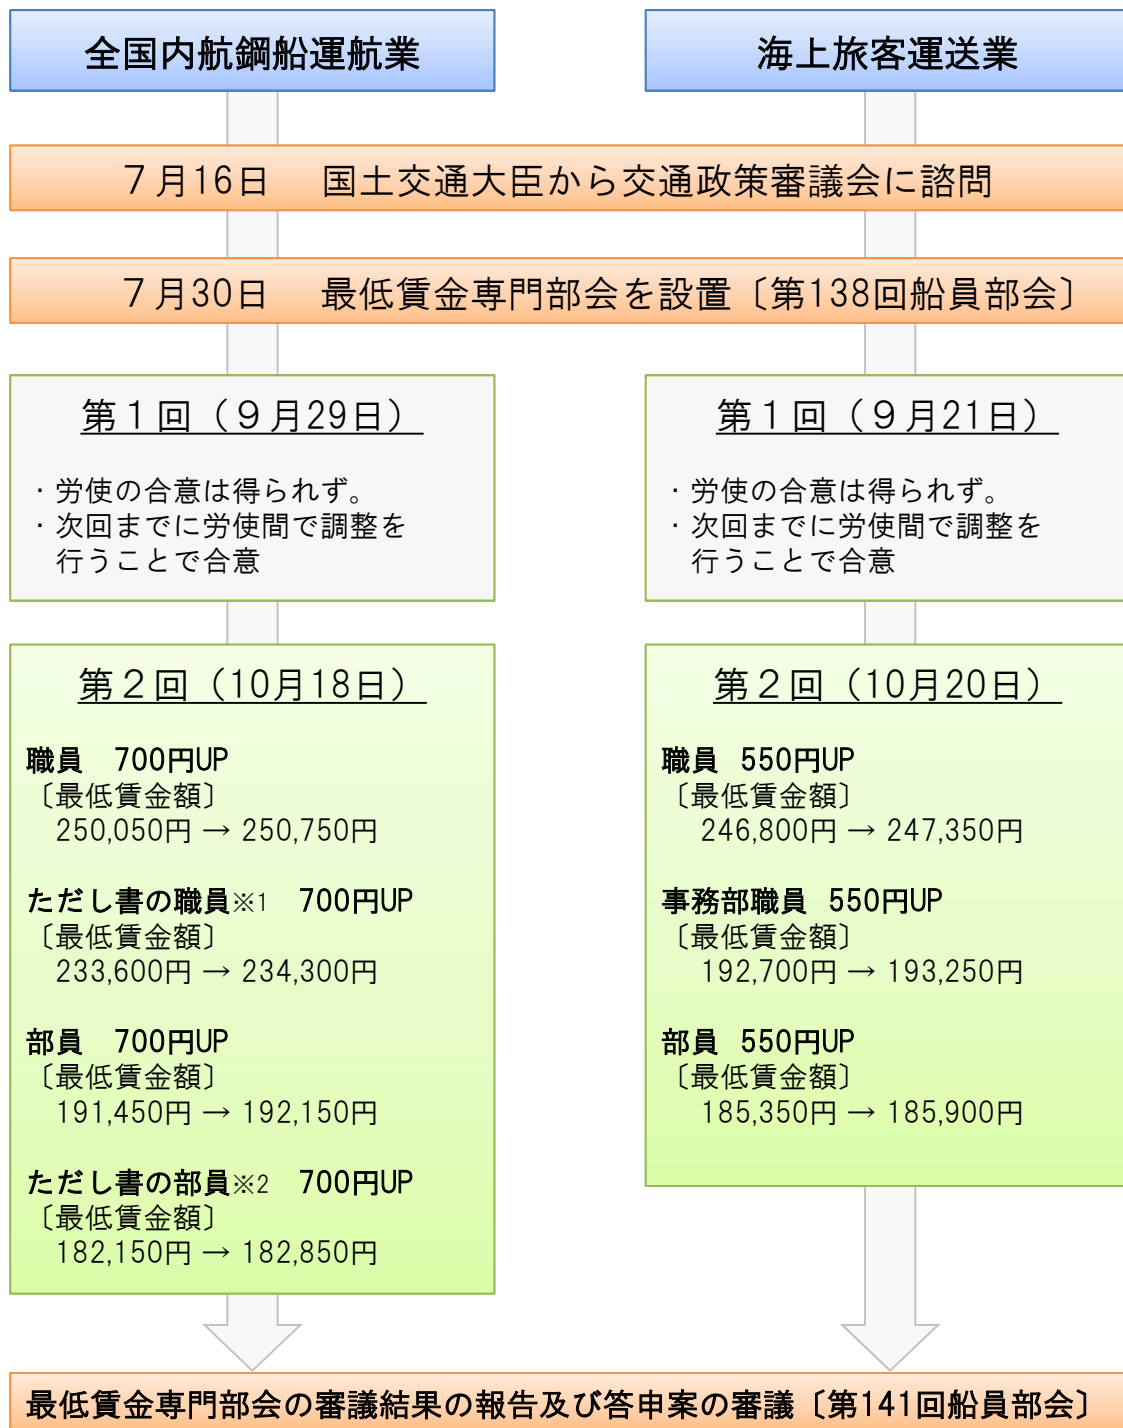 全国内航鋼船運航業
海上旅客運送業
７月16日　国土交通大臣から交通政策審議会に諮問
７月30日　最低賃金専門部会を設置〔第138回船員部会〕
第１回（９月29日）
・労使の合意は得られず。
・次回までに労使間で調整を
行うことで合意
第１回（９月21日）
・労使の合意は得られず。
・次回までに労使間で調整を
行うことで合意
第２回（10月18日）
職員　700円UP
〔最低賃金額〕
250,050円 → 250,750円
ただし書の職員※1　700円UP
〔最低賃金額〕
233,600円 → 234,300円
部員　700円UP
〔最低賃金額〕
191,450円 → 192,150円
ただし書の部員※2　700円UP
〔最低賃金額〕
182,150円 → 182,850円
第２回（10月20日）
職員　550円UP
〔最低賃金額〕
246,800円 → 247,350円
事務部職員　550円UP
〔最低賃金額〕
192,700円 → 193,250円
部員　550円UP
〔最低賃金額〕
185,350円 → 185,900円
最低賃金専門部会の審議結果の報告及び答申案の審議〔第141回船員部会〕